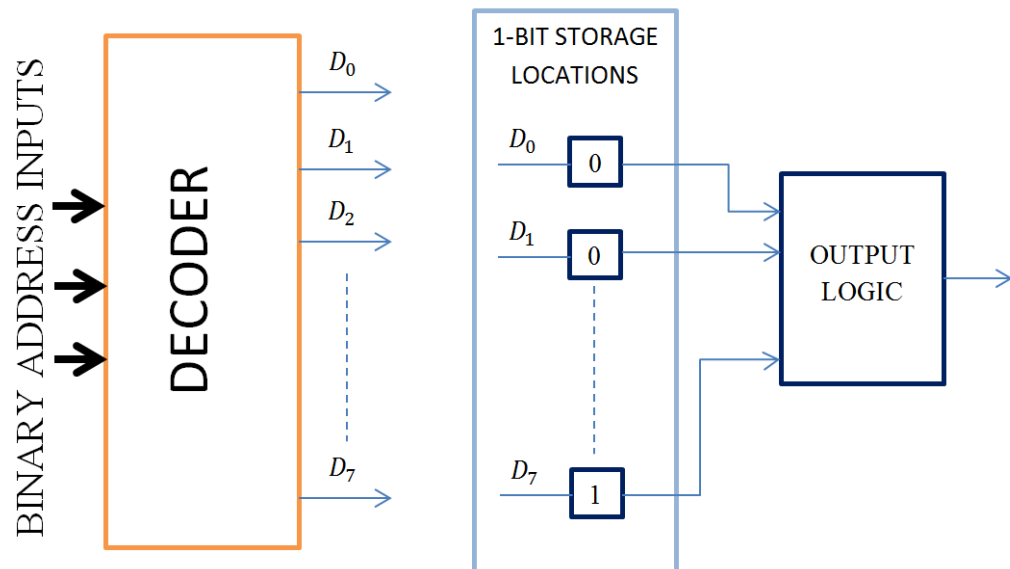 BINARY ADDRESS INPUTS
DECODER
D₀
D₁
D₂
D₇
1-BIT STORAGE
LOCATIONS
D₀
0
D₁
0
D₇
1
OUTPUT
LOGIC